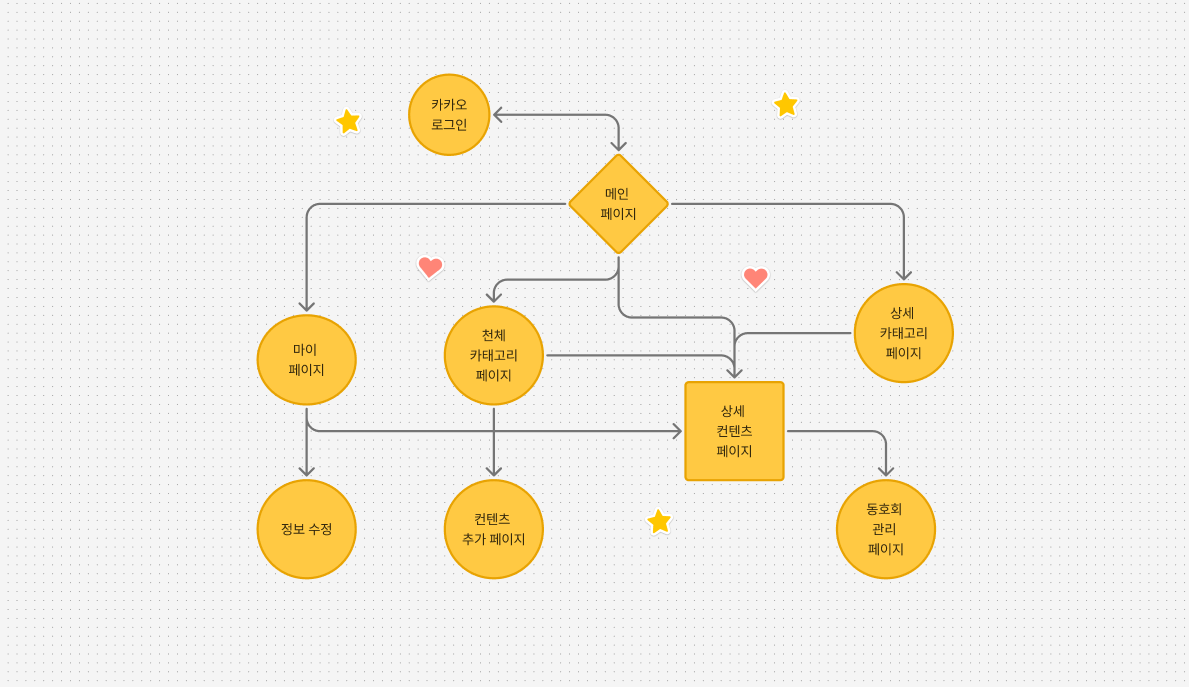 카카오
로그인
메인
페이지
마이
페이지
천체
카태고리
페이지
상세
카태고리
페이지
상세
컨텐츠
페이지
정보 수정
컨텐츠
추가 페이지
동호회
관리
페이지